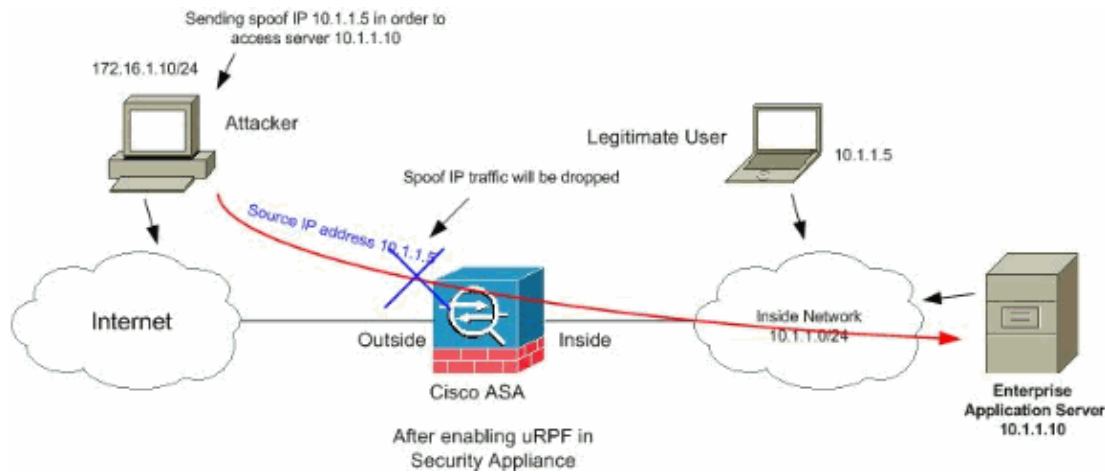 Sending spoof IP 10.1.1.5 in order to
access server 10.1.1.10
172.16.1.10/24
Attacker
Legitimate User
10.1.1.5
Spoof IP traffic will be dropped
Source IP address 10.1.1.5
Internet
Outside
Inside
Inside Network
10.1.1.0/24
Cisco ASA
Enterprise
Application Server
10.1.1.10
After enabling uRPF in
Security Appliance